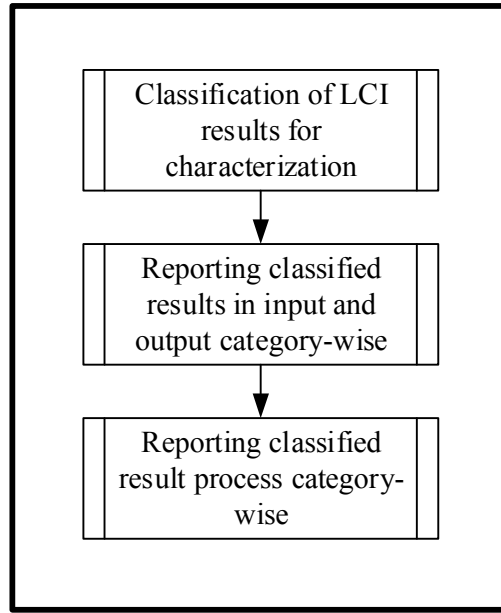 Classification of LCI
results for
characterization
Reporting classified
results in input and
output category-wise
Reporting classified
result process category-
wise